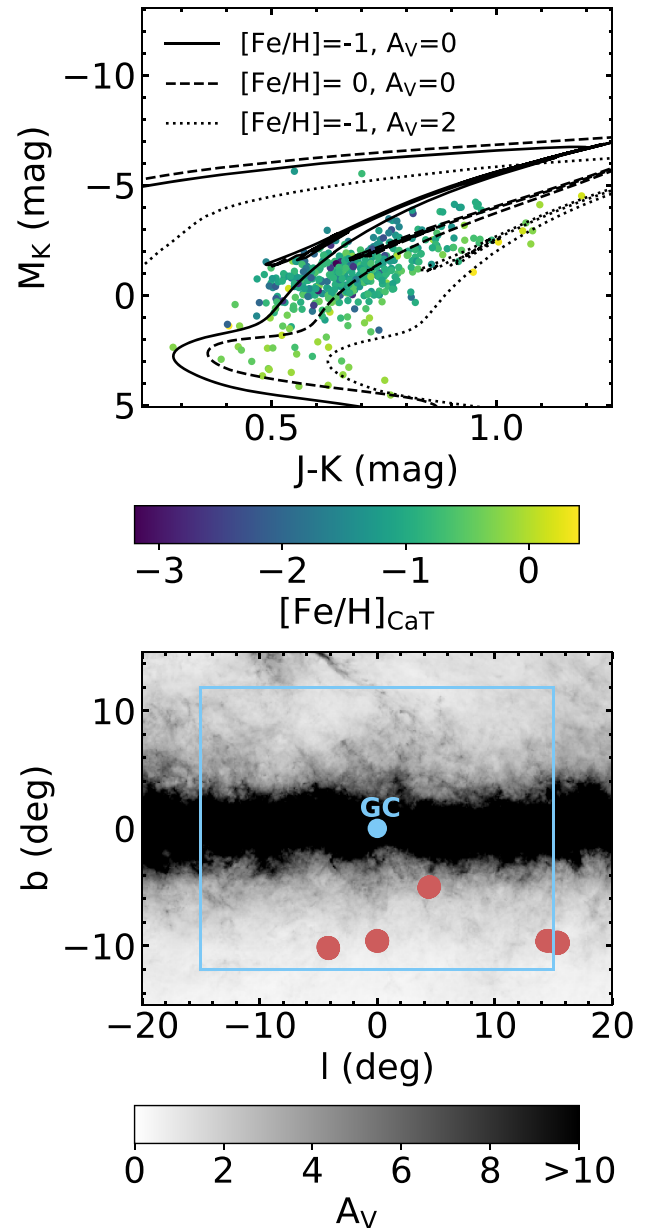 [Fe/H]=-1, A_V=0
[Fe/H]= 0, A_V=0
[Fe/H]=-1, A_V=2
−10
−5
0
5
M_K (mag)
0.5 1.0
J-K (mag)
−3 −2 −1 0
[Fe/H]_CaT
10
0
−10
b (deg)
GC
−20 −10 0 10 20
l (deg)
0 2 4 6 8 >10
A_V